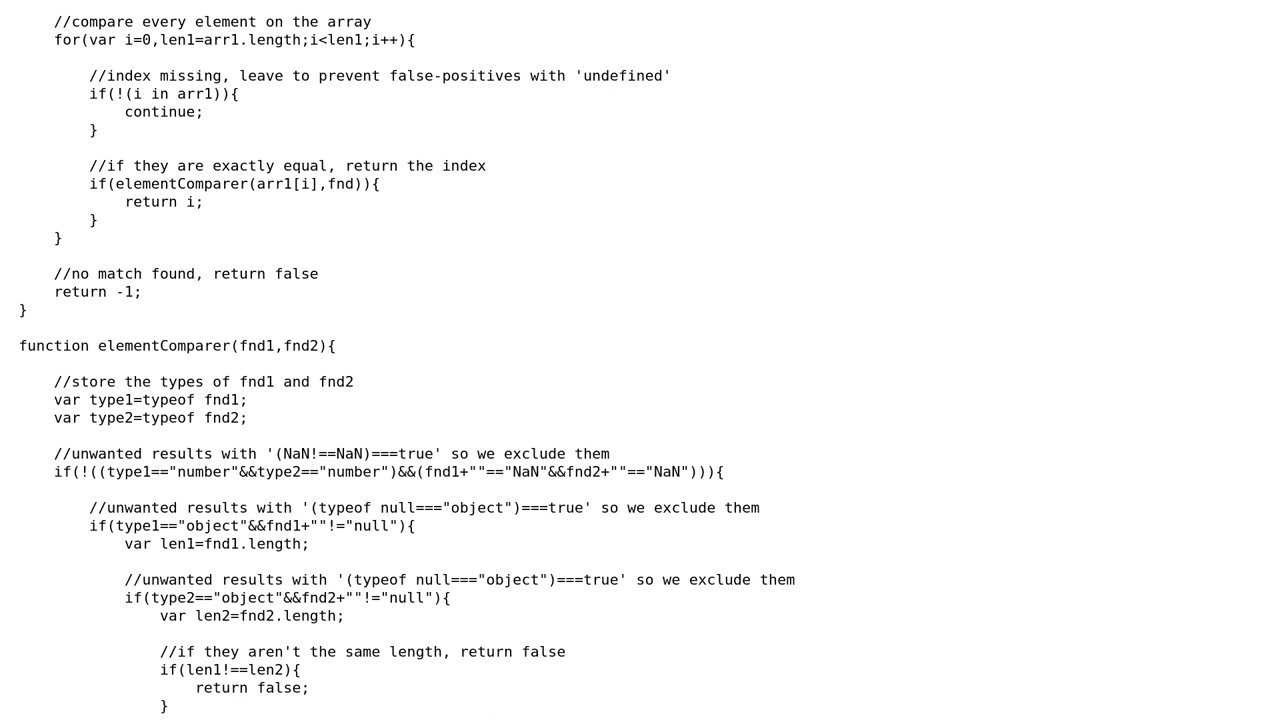 //compare every element on the array
for(var i=0,len1=arr1.length;i<len1;i++){
//index missing, leave to prevent false-positives with 'undefined'
if(!(i in arr1)){
continue;
}
//if they are exactly equal, return the index
if(elementComparer(arr1[i],fnd)){
return i;
}
}
//no match found, return false
return -1;
}
function elementComparer(fnd1,fnd2){
//store the types of fnd1 and fnd2
var type1=typeof fnd1;
var type2=typeof fnd2;
//unwanted results with '(NaN!==NaN)===true' so we exclude them
if(!((type1=="number"&&type2=="number")&&(fnd1+""=="NaN"&&fnd2+""=="NaN"))){
//unwanted results with '(typeof null==="object")===true' so we exclude them
if(type1=="object"&&fnd1+""!="null"){
var len1=fnd1.length;
//unwanted results with '(typeof null==="object")===true' so we exclude them
if(type2=="object"&&fnd2+""!="null"){
var len2=fnd2.length;
//if they aren't the same length, return false
if(len1!==len2){
return false;
}